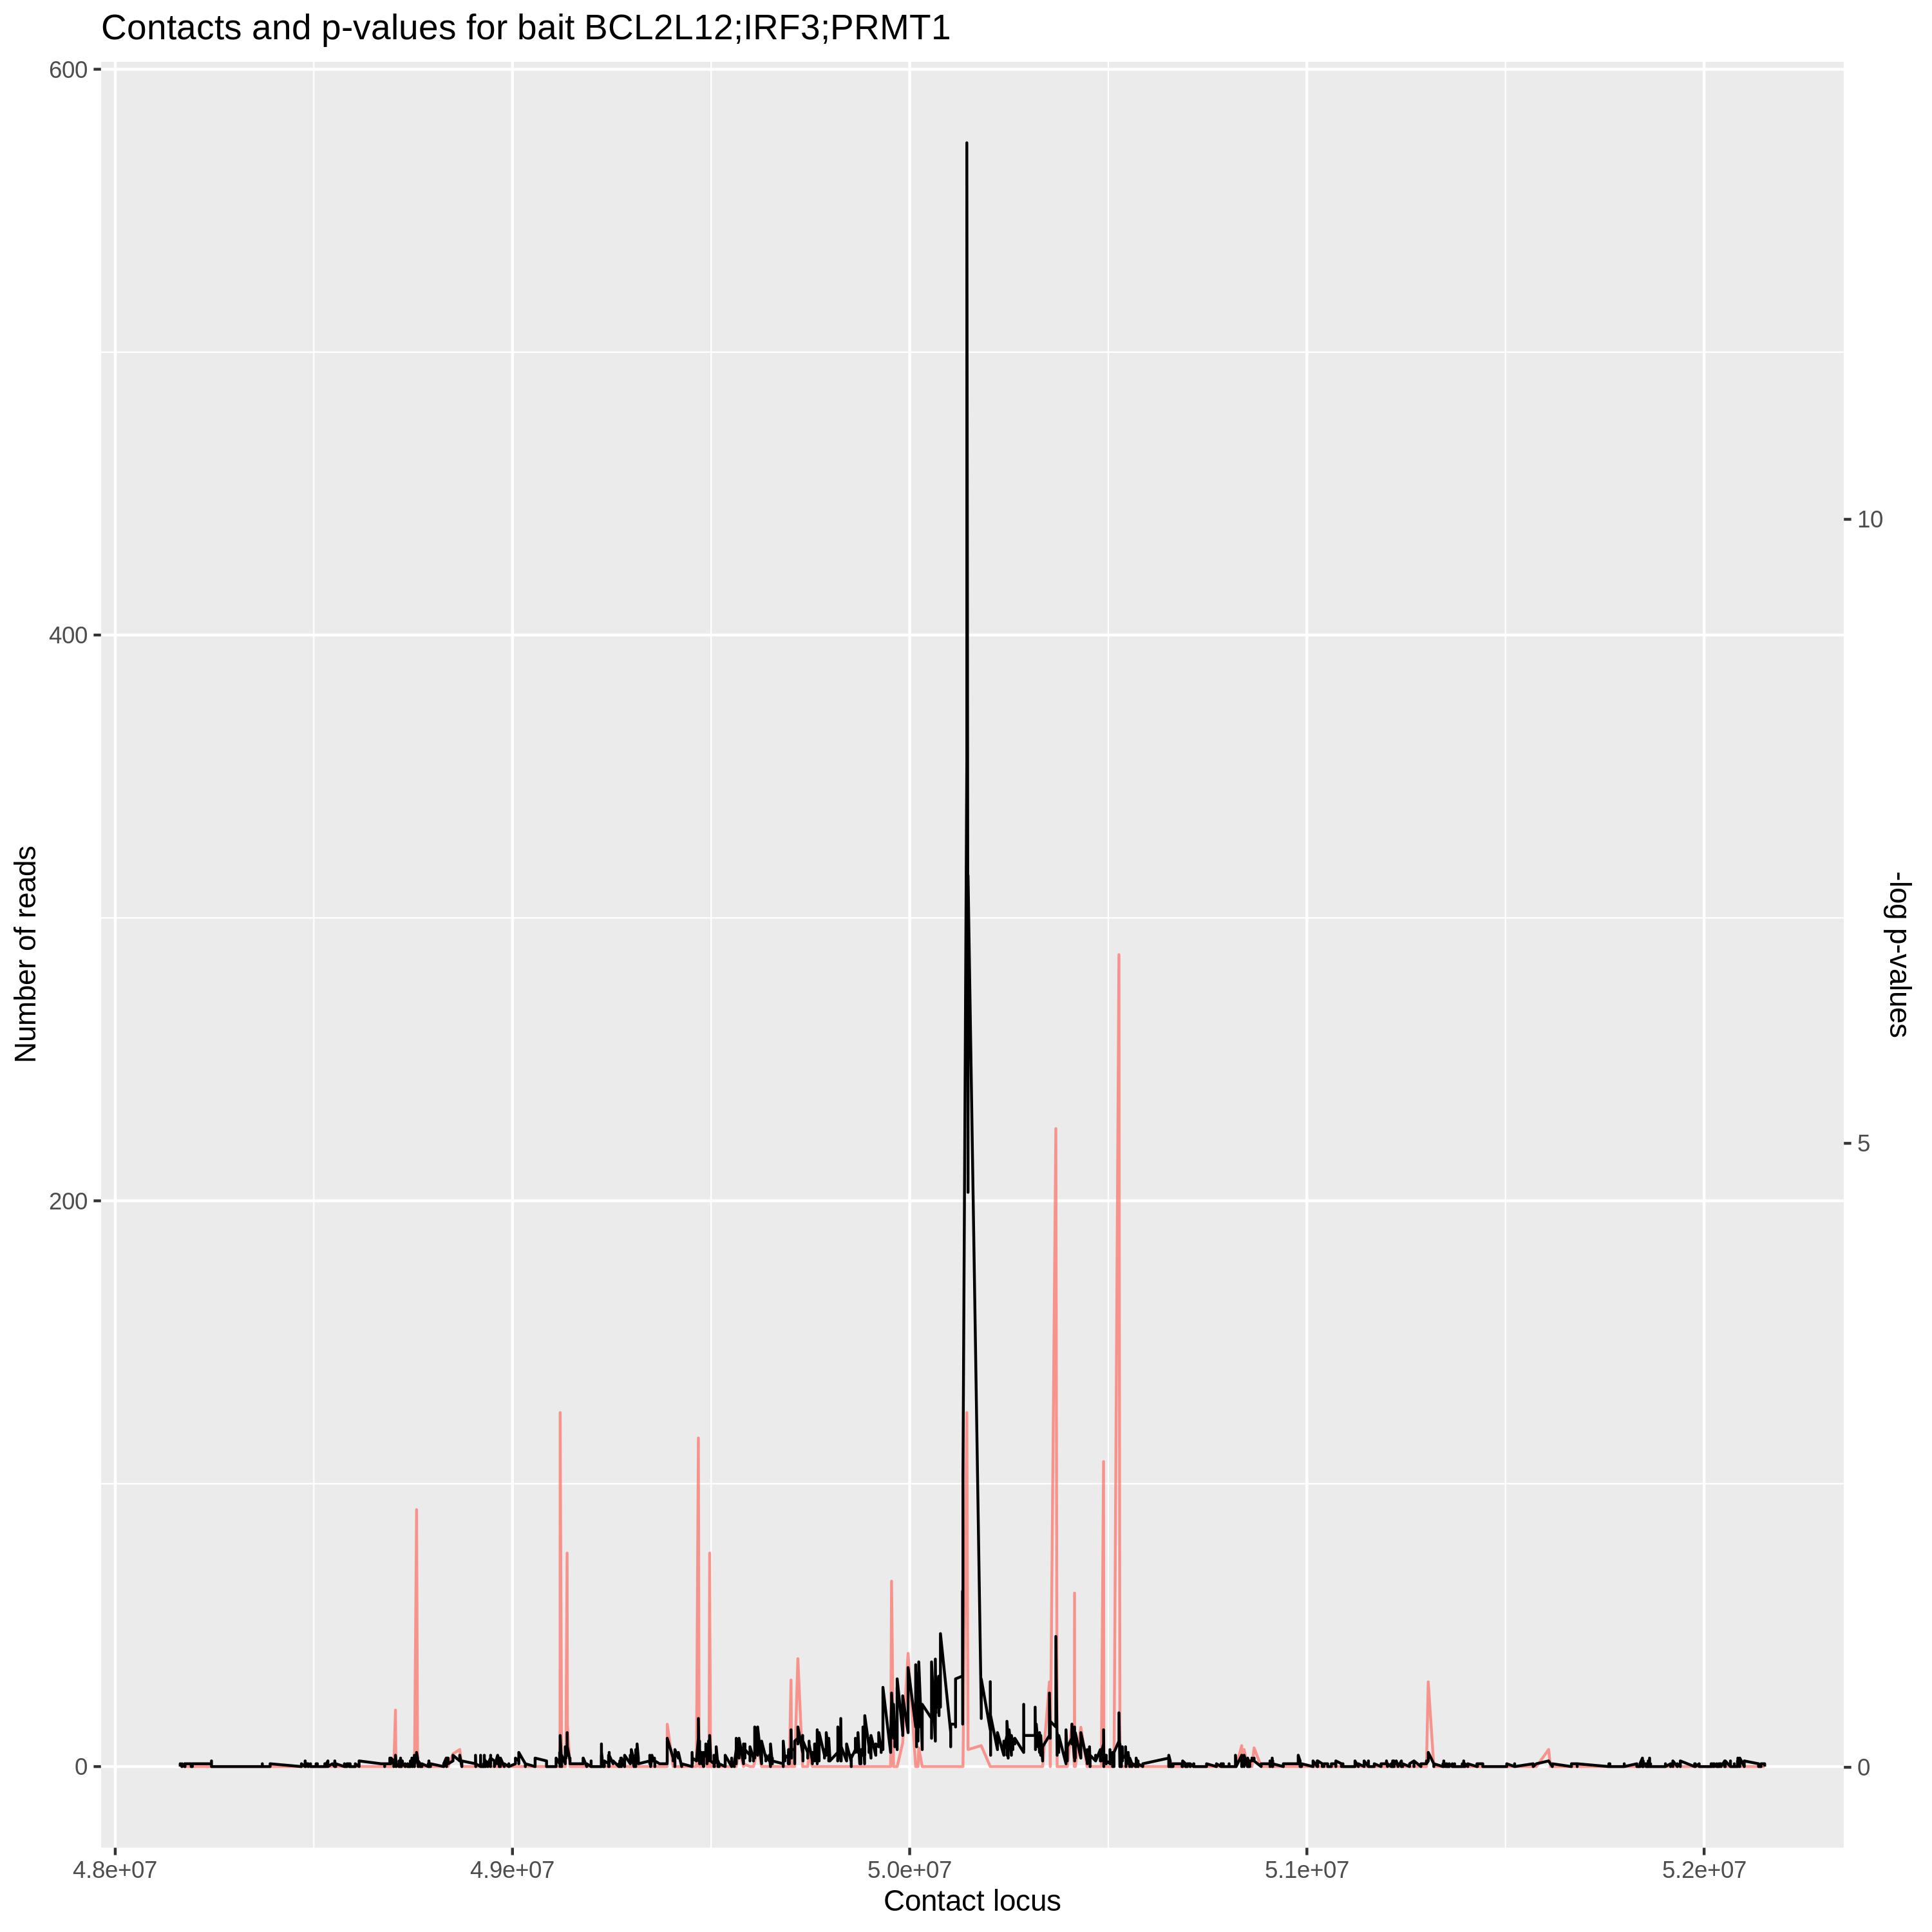 Contacts and p-values for bait BCL2L12;IRF3;PRMT1
600
400
200
0
Number of reads
10
5
0
-log p-values
4.8e+07
4.9e+07
5.0e+07
5.1e+07
5.2e+07
Contact locus